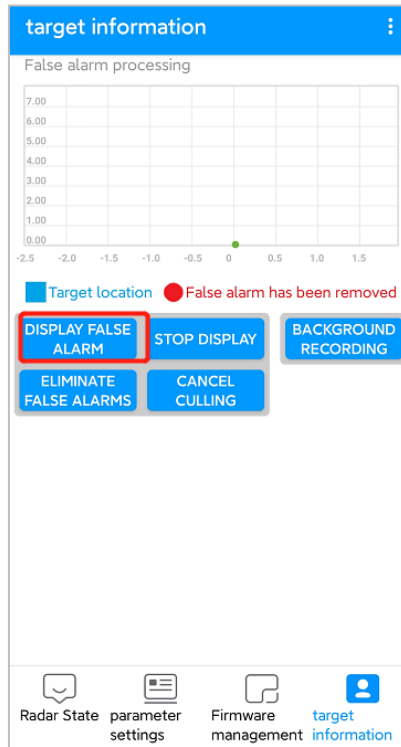 target information
False alarm processing
7.00
6.00
5.00
4.00
3.00
2.00
1.00
0.00
-2.5 -2.0 -1.5 -1.0 -0.5 0 0.5 1.0 1.5
Target location False alarm has been removed
DISPLAY FALSE
ALARM
STOP DISPLAY
BACKGROUND
RECORDING
ELIMINATE
FALSE ALARMS
CANCEL
CULLING
Radar State
parameter
settings
Firmware
management
target
information